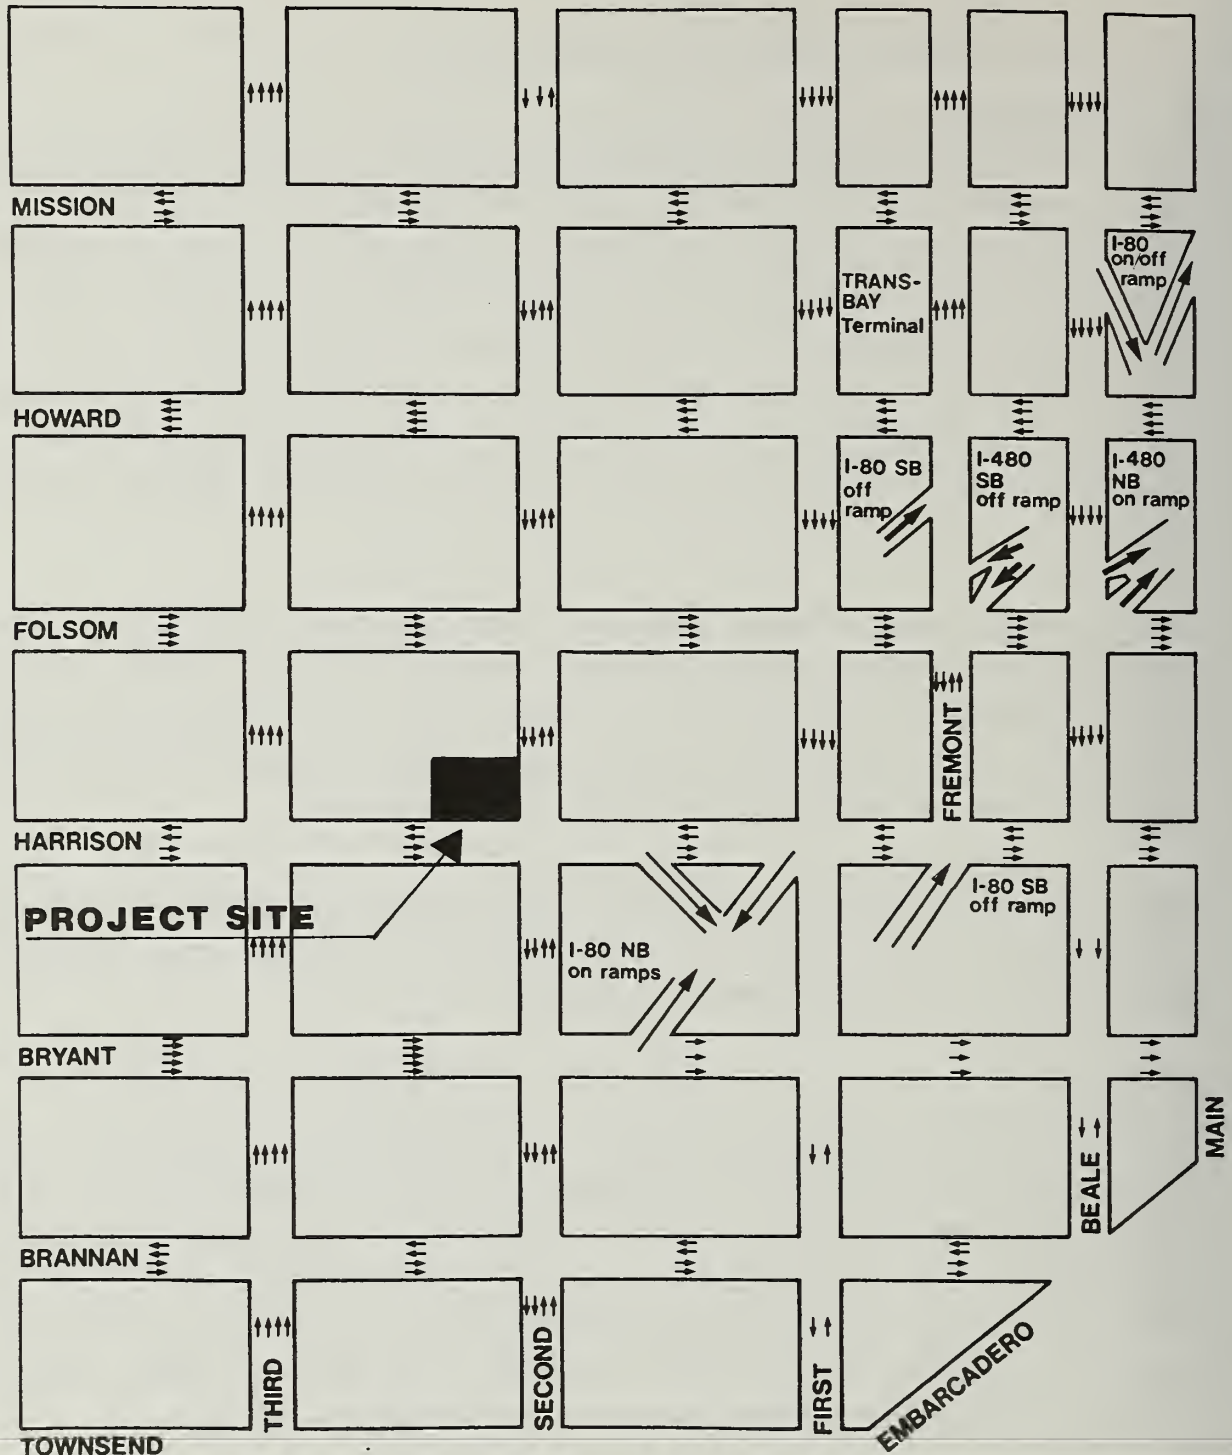 MISSION
I-80
on/off
ramp
TRANS-
BAY
Terminal
HOWARD
I-80 SB
off
ramp
I-480
SB
off ramp
I-480
NB
on ramp
FOLSOM
FREMONT
HARRISON
PROJECT SITE
I-80 SB
off ramp
I-80 NB
on ramps
BRYANT
MAIN
BEALE
BRANNAN
THIRD
SECOND
FIRST
EMBARCADERO
TOWNSEND